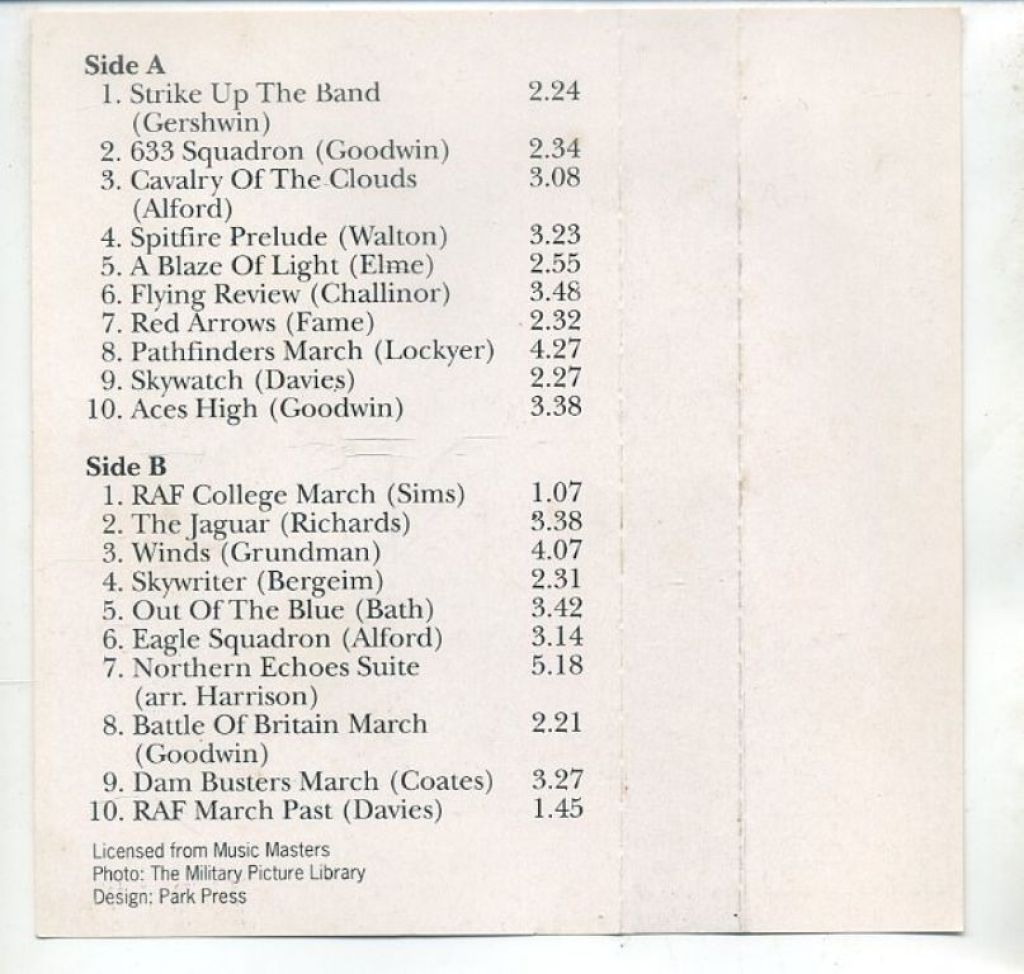 Side A
1. Strike Up The Band 2.24
(Gershwin)
2. 633 Squadron (Goodwin) 2.34
3. Cavalry Of The Clouds 3.08
(Alford)
4. Spitfire Prelude (Walton) 3.23
5. A Blaze Of Light (Elme) 2.55
6. Flying Review (Challinor) 3.48
7. Red Arrows (Fame) 2.32
8. Pathfinders March (Lockyer) 4.27
9. Skywatch (Davies) 2.27
10. Aces High (Goodwin) 3.38
Side B
1. RAF College March (Sims) 1.07
2. The Jaguar (Richards) 3.38
3. Winds (Grundman) 4.07
4. Skywriter (Bergeim) 2.31
5. Out Of The Blue (Bath) 3.42
6. Eagle Squadron (Alford) 3.14
7. Northern Echoes Suite 5.18
(arr. Harrison)
8. Battle Of Britain March 2.21
(Goodwin)
9. Dam Busters March (Coates) 3.27
10. RAF March Past (Davies) 1.45
Licensed from Music Masters
Photo: The Military Picture Library
Design: Park Press